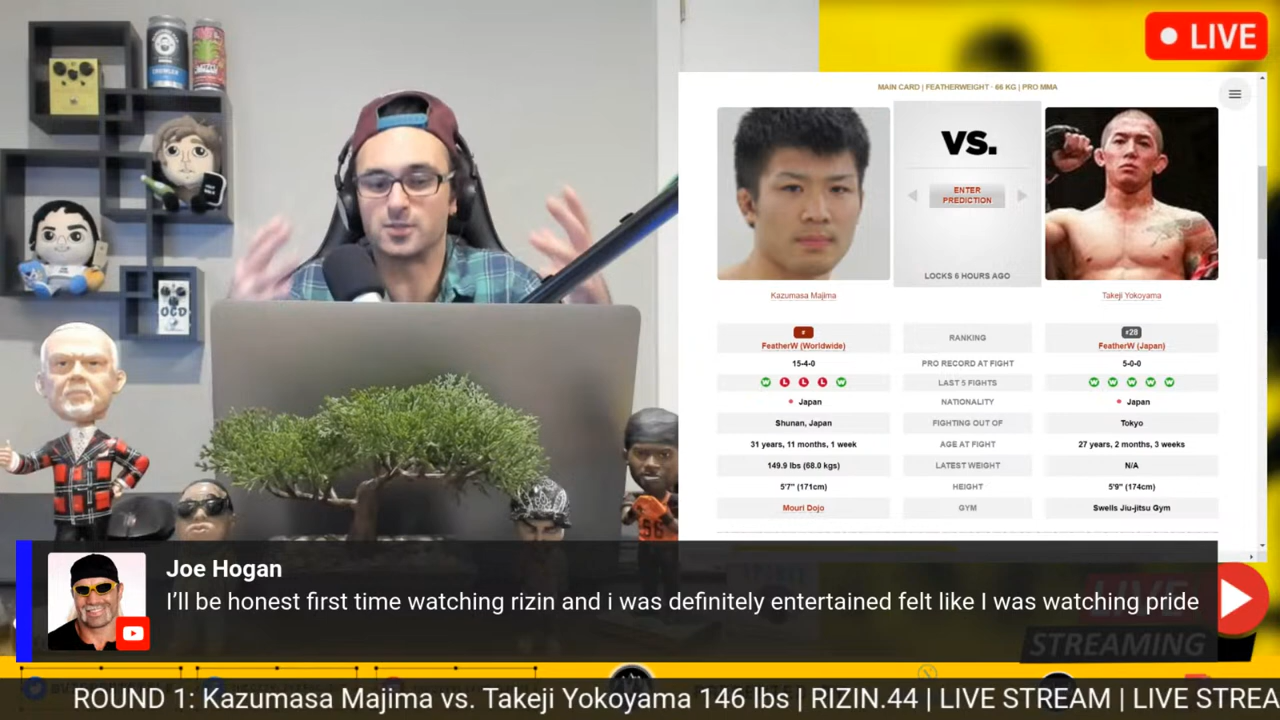 LIVE
MAIN CARD | FEATHERWEIGHT · 66 KG | PRO MMA
VS.
ENTER
PREDICTION
LOCKS 6 HOURS AGO
Kazumasa Majima
Takeji Yokoyama
#
#28
FeatherW (Worldwide)
RANKING
FeatherW (Japan)
15-4-0
PRO RECORD AT FIGHT
5-0-0
W L L L W
LAST 5 FIGHTS
W W W W W
Japan
NATIONALITY
Japan
Shunan, Japan
FIGHTING OUT OF
Tokyo
31 years, 11 months, 1 week
AGE AT FIGHT
27 years, 2 months, 3 weeks
149.9 lbs (68.0 kgs)
LATEST WEIGHT
N/A
5'7" (171cm)
HEIGHT
5'9" (174cm)
Mouri Dojo
GYM
Swells Jiu-jitsu Gym
CROWLER
OCD
Joe Hogan
I’ll be honest first time watching rizin and i was definitely entertained felt like I was watching pride
LIVE
STREAMING
ROUND 1: Kazumasa Majima vs. Takeji Yokoyama 146 lbs | RIZIN.44 | LIVE STREAM | LIVE STREA